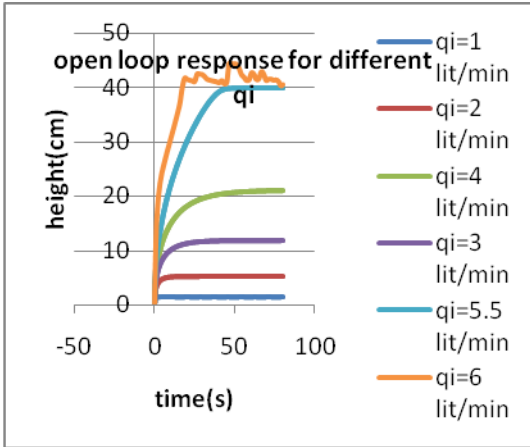 open loop response for different
qi
height(cm)
50
40
30
20
10
0
-50
0
50
100
time(s)
qi=1
lit/min
qi=2
lit/min
qi=4
lit/min
qi=3
lit/min
qi=5.5
lit/min
qi=6
lit/min